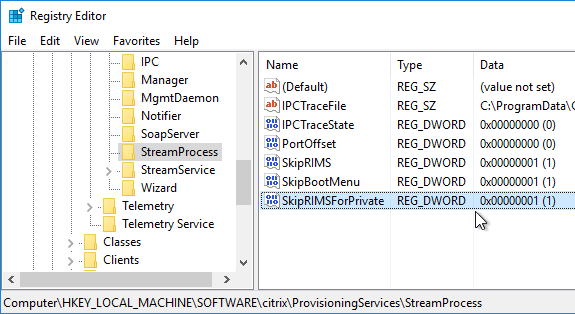 Registry Editor
File Edit View Favorites Help
IPC
Manager
MgmtDaemon
Notifier
SoapServer
StreamProcess
StreamService
Wizard
Telemetry
Telemetry Service
Classes
Clients
Name Type Data
ab (Default) REG_SZ (value not set)
ab IPCTraceFile REG_SZ C:\ProgramData\C
IPCTraceState REG_DWORD 0x00000000 (0)
PortOffset REG_DWORD 0x00000000 (0)
SkipRIMS REG_DWORD 0x00000001 (1)
SkipBootMenu REG_DWORD 0x00000001 (1)
SkipRIMSForPrivate REG_DWORD 0x00000001 (1)
Computer\HKEY_LOCAL_MACHINE\SOFTWARE\citrix\ProvisioningServices\StreamProcess